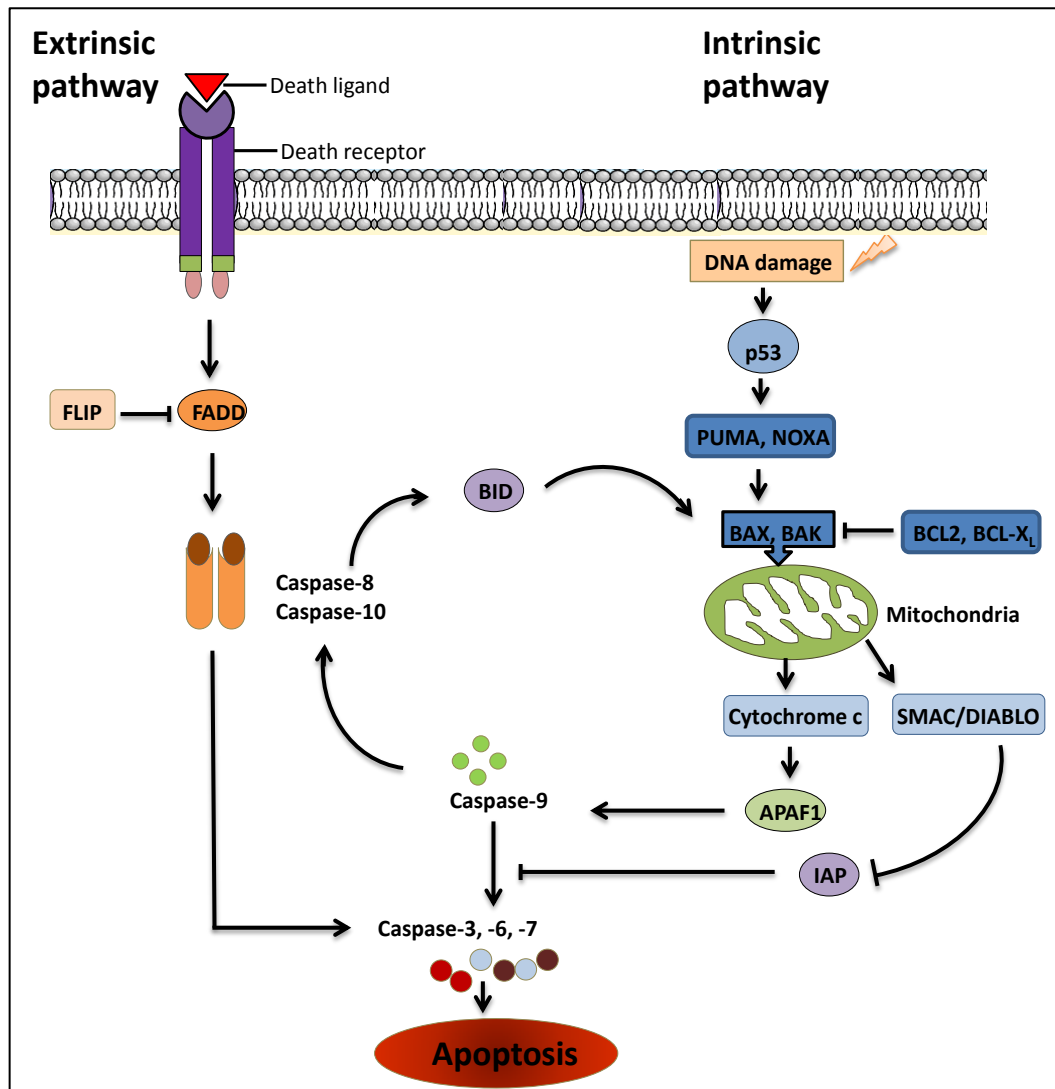 Extrinsic
pathway
Intrinsic
pathway
Death ligand
Death receptor
DNA damage
p53
FLIP
FADD
PUMA, NOXA
BID
BAX, BAK
BCL2, BCL-XL
Caspase-8
Caspase-10
Mitochondria
Cytochrome c
SMAC/DIABLO
Caspase-9
APAF1
IAP
Caspase-3, -6, -7
Apoptosis